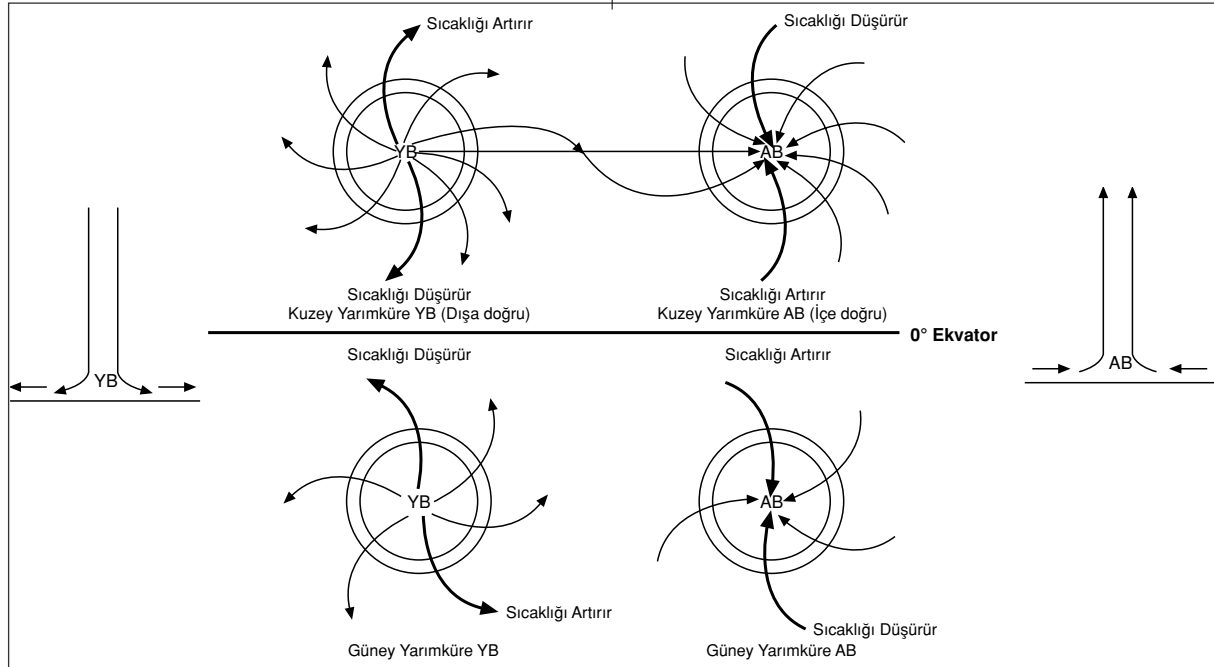 Sıcaklığı Artırır
Sıcaklığı Düşürür
YB
AB
Sıcaklığı Düşürür
Kuzey Yarımküre YB (Dışa doğru)
Sıcaklığı Artırır
Kuzey Yarımküre AB (İçe doğru)
0° Ekvator
YB
AB
Sıcaklığı Düşürür
Sıcaklığı Artırır
YB
AB
Sıcaklığı Artırır
Sıcaklığı Düşürür
Güney Yarımküre YB
Güney Yarımküre AB